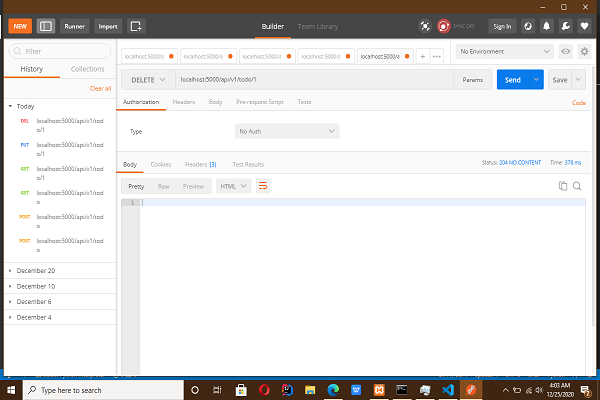 NEW Runner Import Builder Team Library SYNC OFF Sign In
Filter
History Collections
Clear all
Today
DEL localhost:5000/api/v1/todo/1
PUT localhost:5000/api/v1/todo/1
GET localhost:5000/api/v1/todo/1
GET localhost:5000/api/v1/todo
POST localhost:5000/api/v1/todo
POST localhost:5000/api/v1/todo
December 20
December 10
December 6
December 4
localhost:5000/a localhost:5000/a localhost:5000/a localhost:5000/a localhost:5000/a + ••• No Environment
DELETE localhost:5000/api/v1/todo/1 Params Send Save
Authorization Headers Body Pre-request Script Tests Code
Type No Auth
Body Cookies Headers (3) Test Results Status: 204 NO CONTENT Time: 378 ms
Pretty Raw Preview HTML
1
Type here to search
4:03 AM
12/25/2020
2